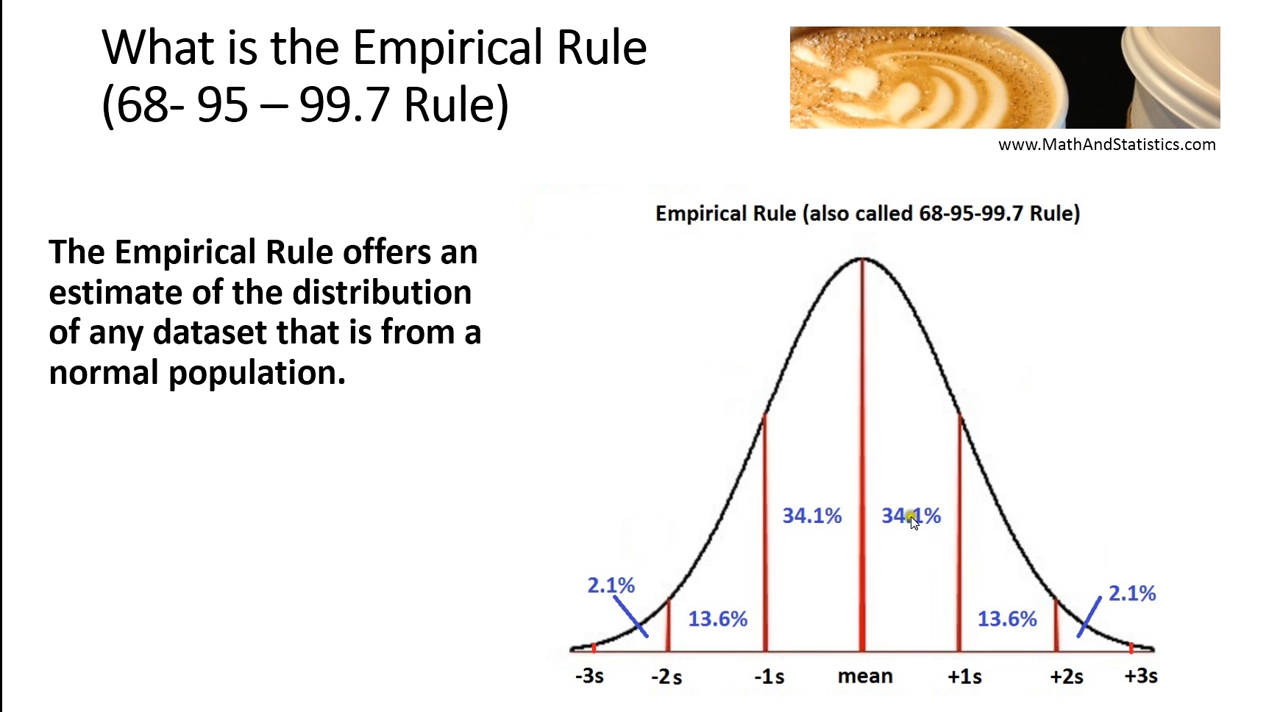 What is the Empirical Rule
(68- 95 – 99.7 Rule)
www.MathAndStatistics.com
The Empirical Rule offers an
estimate of the distribution
of any dataset that is from a
normal population.
Empirical Rule (also called 68-95-99.7 Rule)
34.1% 34.1%
2.1% 2.1%
13.6% 13.6%
-3s -2s -1s mean +1s +2s +3s